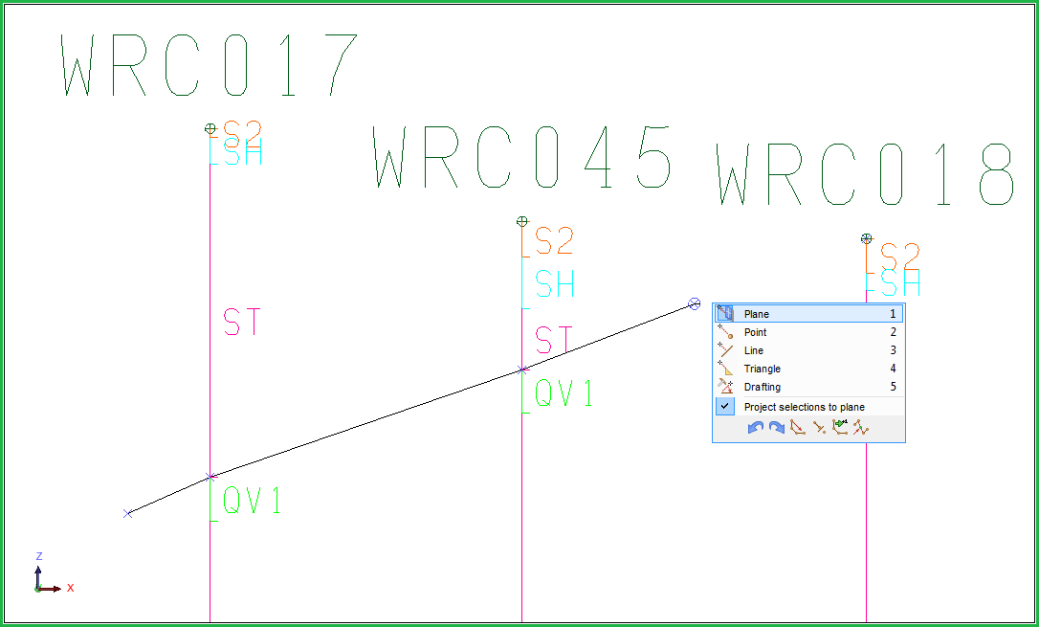 WRC017
S2
SH
WRC045
WRC018
S2
S2
SH
SH
Plane 1
ST
Point 2
ST
Line 3
Triangle 4
Drafting 5
QV1
Project selections to plane
QV1
Z
X